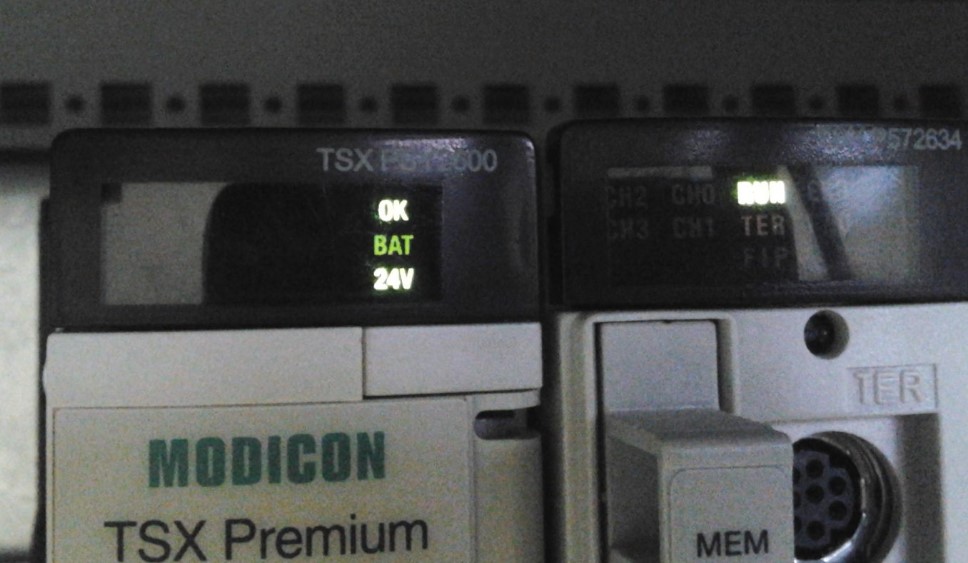 TSX
OK
BAT
24V
MODICON
TSX Premium
572634
CH2 CH0 RUN
CH3 CH1 TER
FIP
TER
MEM